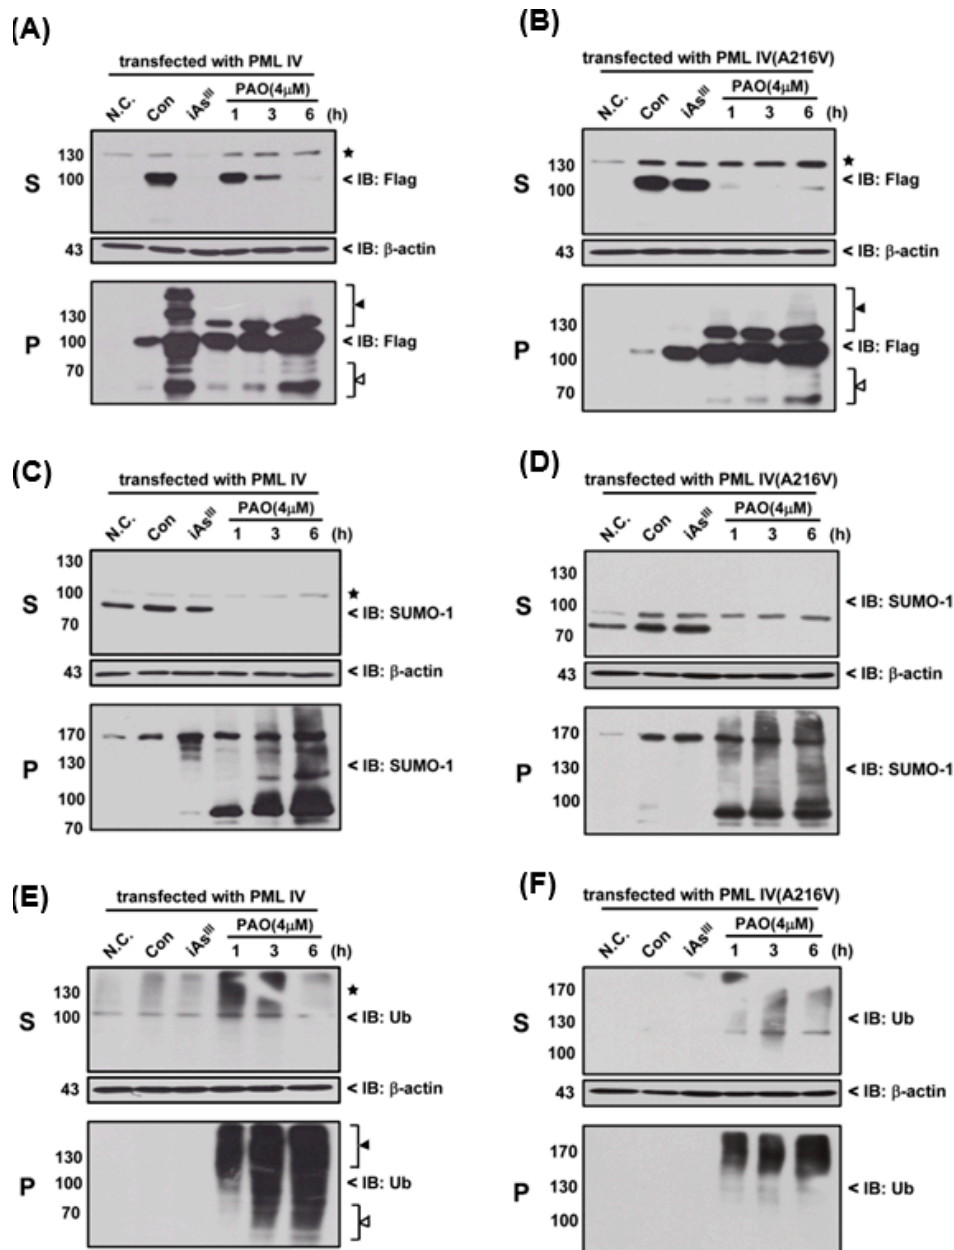 (A)
transfected with PML IV
N.C. Con iAsIII PAO(4μM)
1 3 6 (h)
130 ★
S 100 < IB: Flag
43 < IB: β-actin
130
P 100 < IB: Flag
70
(B)
transfected with PML IV(A216V)
N.C. Con iAsIII PAO(4μM)
1 3 6 (h)
130 ★
S 100 < IB: Flag
43 < IB: β-actin
130
P 100 < IB: Flag
70
(C)
transfected with PML IV
N.C. Con iAsIII PAO(4μM)
1 3 6 (h)
130
100 ★
S < IB: SUMO-1
70
43 < IB: β-actin
170
130 < IB: SUMO-1
P
100
70
(D)
transfected with PML IV(A216V)
N.C. Con iAsIII PAO(4μM)
1 3 6 (h)
130
S 100 < IB: SUMO-1
70
43 < IB: β-actin
170
P 130 < IB: SUMO-1
100
(E)
transfected with PML IV
N.C. Con iAsIII PAO(4μM)
1 3 6 (h)
130 ★
S 100 < IB: Ub
43 < IB: β-actin
130
P 100 < IB: Ub
70
(F)
transfected with PML IV(A216V)
N.C. Con iAsIII PAO(4μM)
1 3 6 (h)
170
S 130 < IB: Ub
100
43 < IB: β-actin
170
P 130 < IB: Ub
100